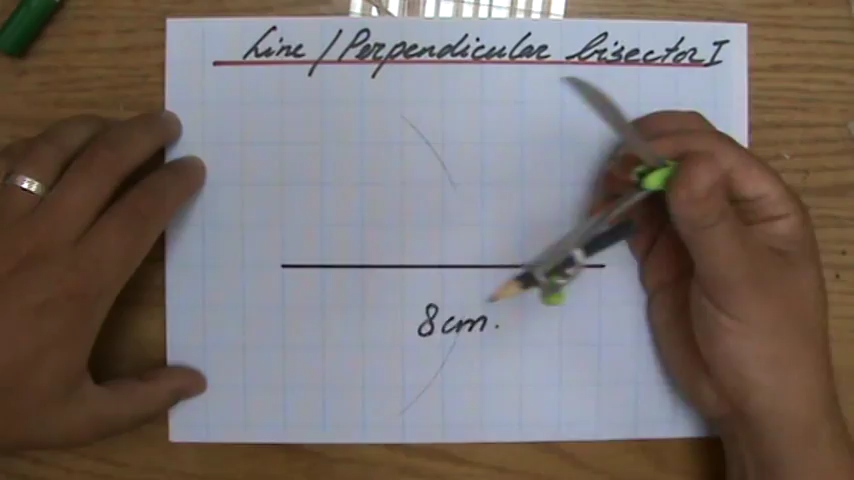 Line / Perpendicular bisector I
8cm.